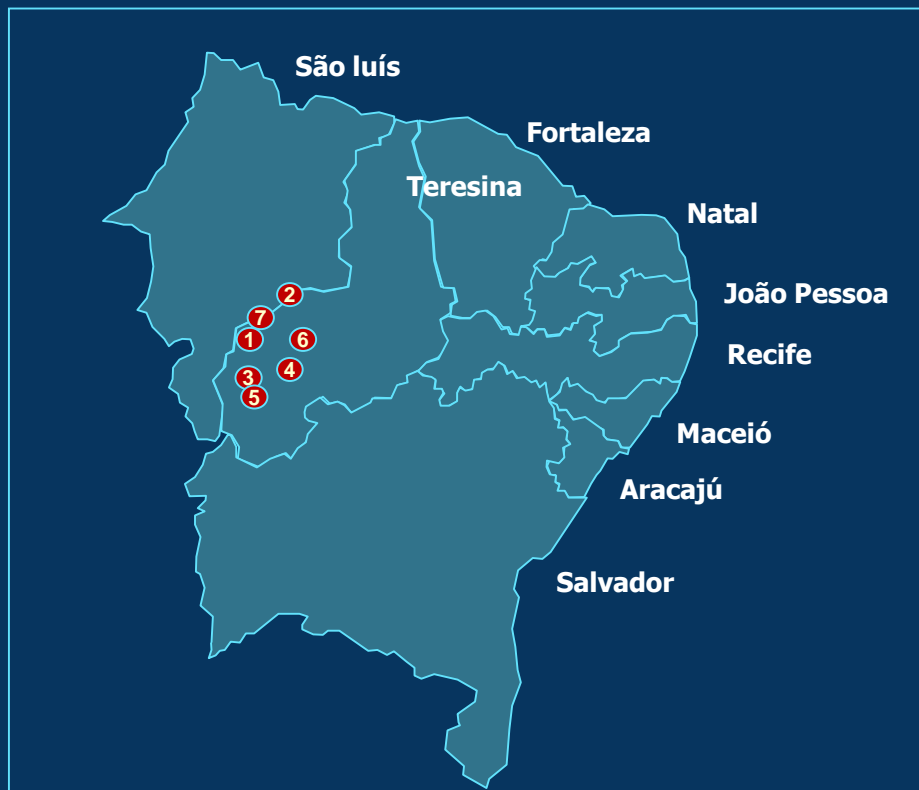 São luís
Fortaleza
Teresina
Natal
João Pessoa
2
7
1
6
Recife
4
3
5
Maceió
Aracajú
Salvador